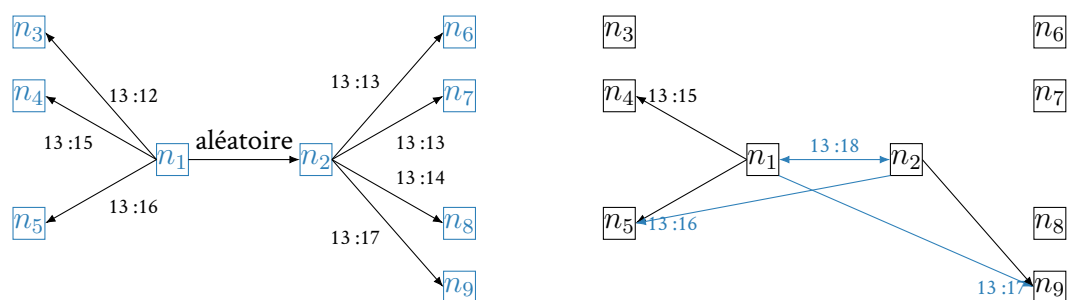 n₃
n₆
13 :12
13 :13
n₄
n₇
13 :15
aléatoire
13 :13
n₁
n₂
13 :14
13 :16
n₅
n₈
13 :17
n₉
n₃
n₆
n₄
13 :15
n₇
13 :18
n₁
n₂
n₅
13 :16
n₈
13 :17
n₉